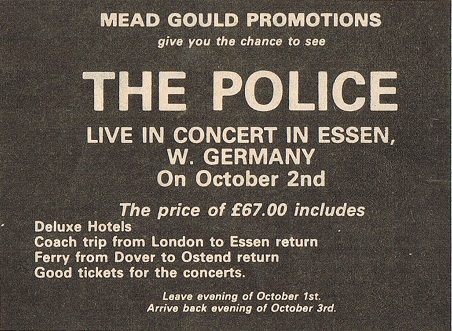 MEAD GOULD PROMOTIONS
give you the chance to see
THE POLICE
LIVE IN CONCERT IN ESSEN,
W. GERMANY
On October 2nd
The price of £67.00 includes
Deluxe Hotels
Coach trip from London to Essen return
Ferry from Dover to Ostend return
Good tickets for the concerts.
Leave evening of October 1st.
Arrive back evening of October 3rd.